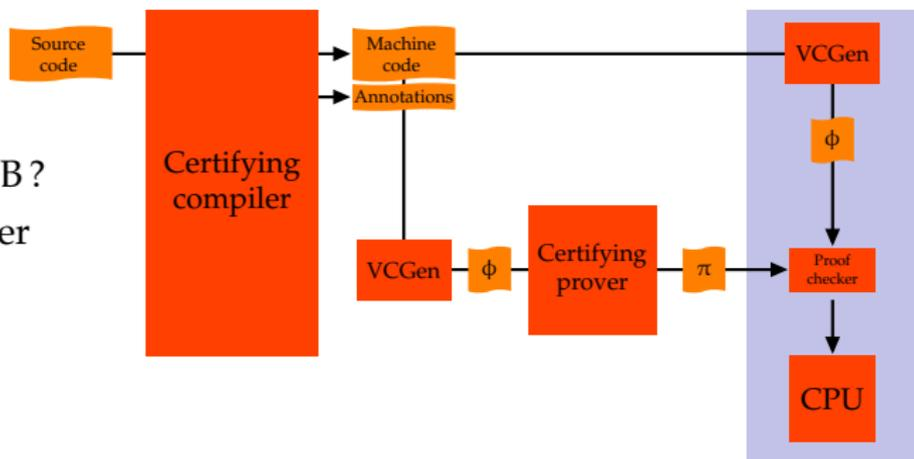 Source
code
Certifying
compiler
Machine
code
Annotations
VCGen
ϕ
B ?
er
VCGen
ϕ
Certifying
prover
π
Proof
checker
CPU